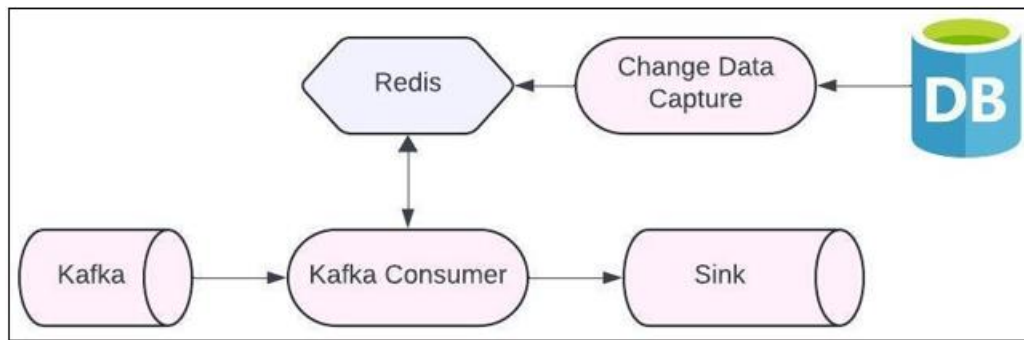 Redis
Change Data
Capture
DB
Kafka
Kafka Consumer
Sink